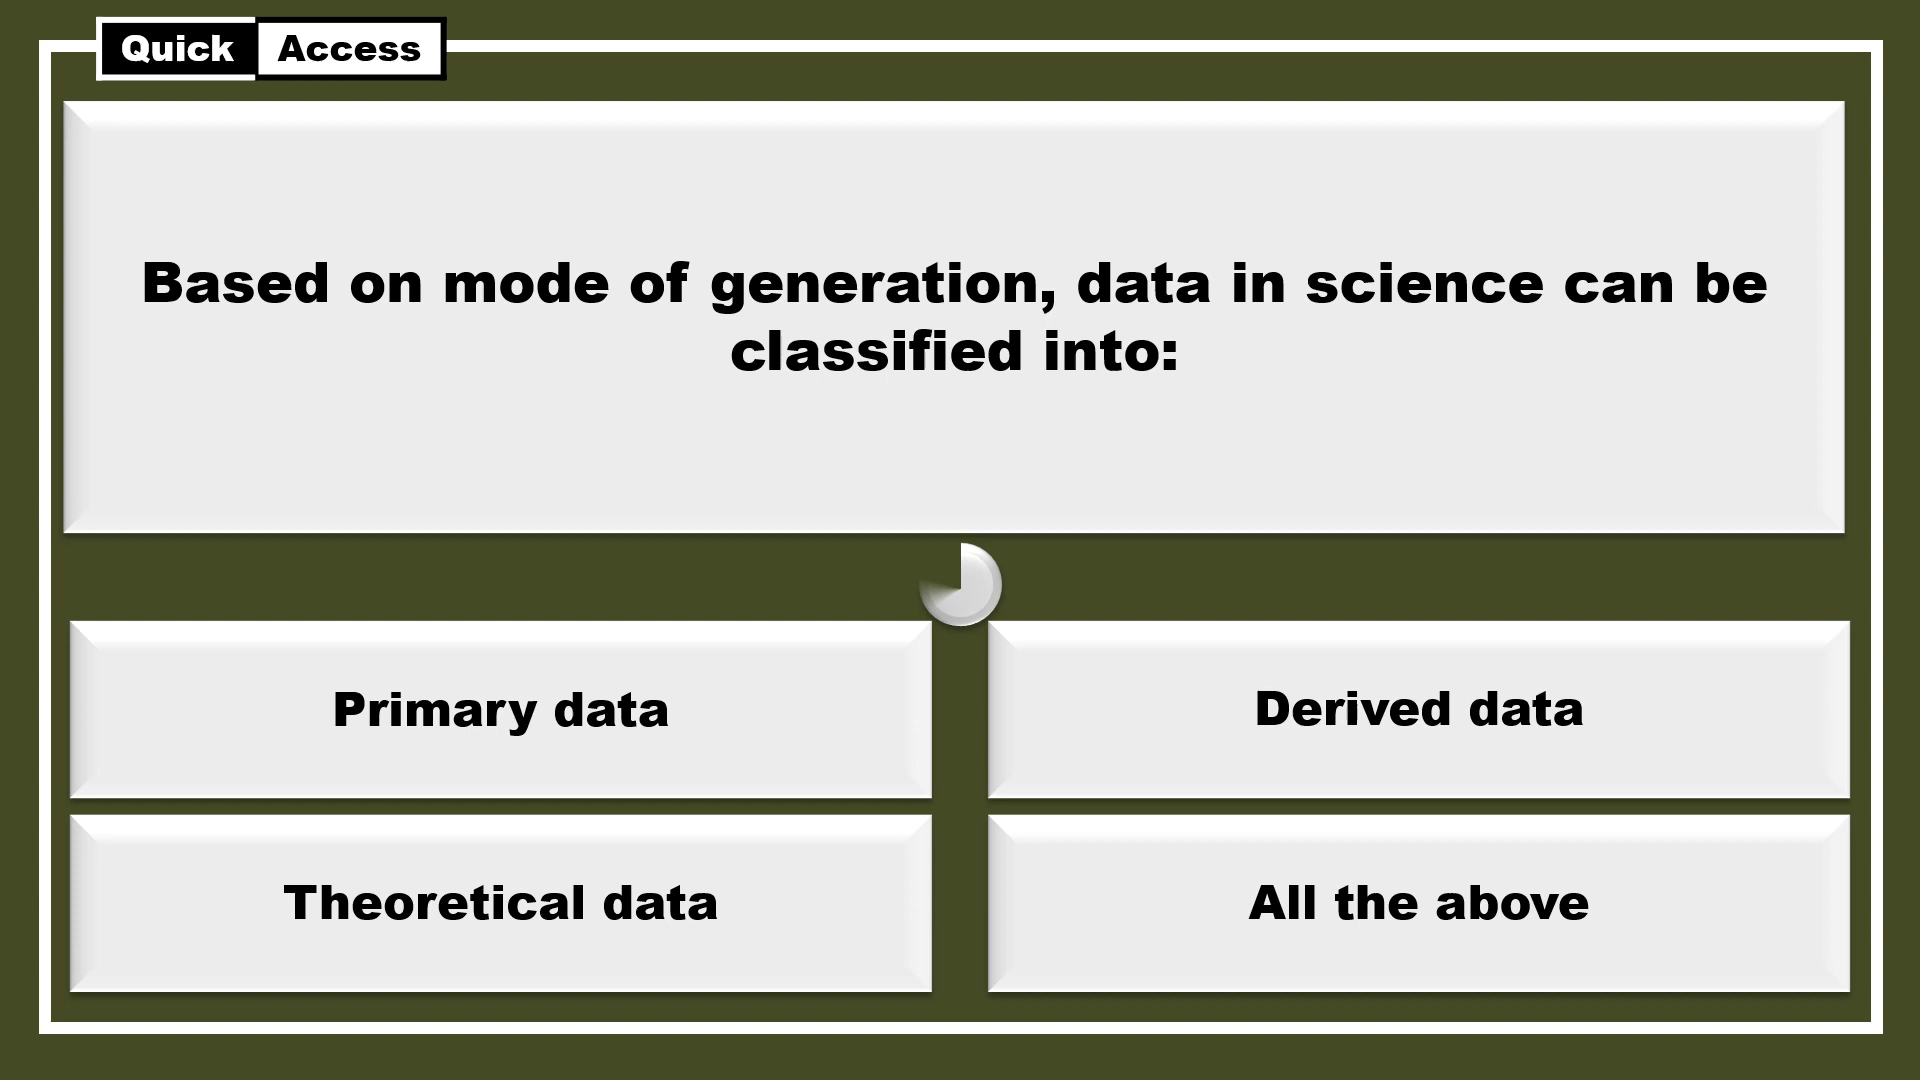 Quick Access
Based on mode of generation, data in science can be
classified into:
Primary data
Derived data
Theoretical data
All the above